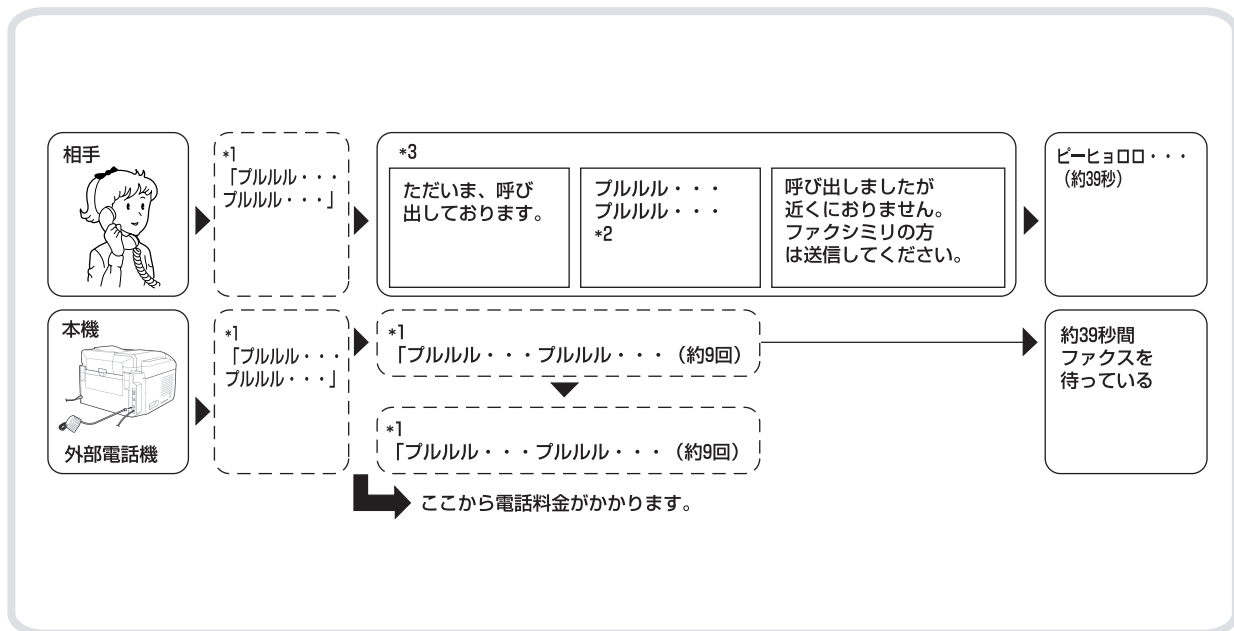 相手
*1
「プルルル・・・
プルルル・・・」
*3
ただいま、呼び
出しております。
プルルル・・・
プルルル・・・
*2
呼び出しましたが
近くにおりません。
ファクシミリの方
は送信してください。
ピーヒョロロ・・・
（約39秒）
本機
外部電話機
*1
「プルルル・・・
プルルル・・・」
*1
「プルルル・・・プルルル・・・（約9回）
*1
「プルルル・・・プルルル・・・（約9回）
ここから電話料金がかかります。
約39秒間
ファクスを
待っている